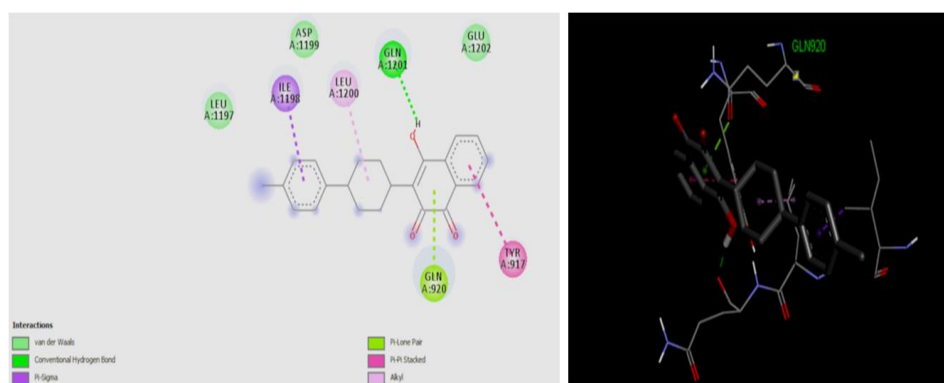 ASP
A:1199
GLN
A:1201
GLU
A:1202
ILE
A:1198
LEU
A:1200
LEU
A:1197
H
O
O
O
TYR
A:917
GLN
A:920
Interactions
van der Waals
Conventional Hydrogen Bond
Pi-Sigma
Pi-Lone Pair
Pi-Pi Stacked
Alkyl
GLN920